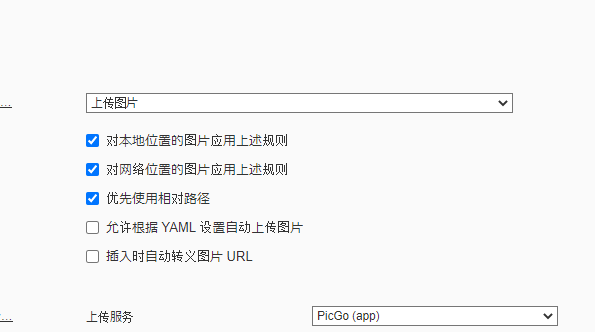 ...
上传图片
对本地位置的图片应用上述规则
对网络位置的图片应用上述规则
优先使用相对路径
允许根据 YAML 设置自动上传图片
插入时自动转义图片 URL
... 上传服务 PicGo (app)